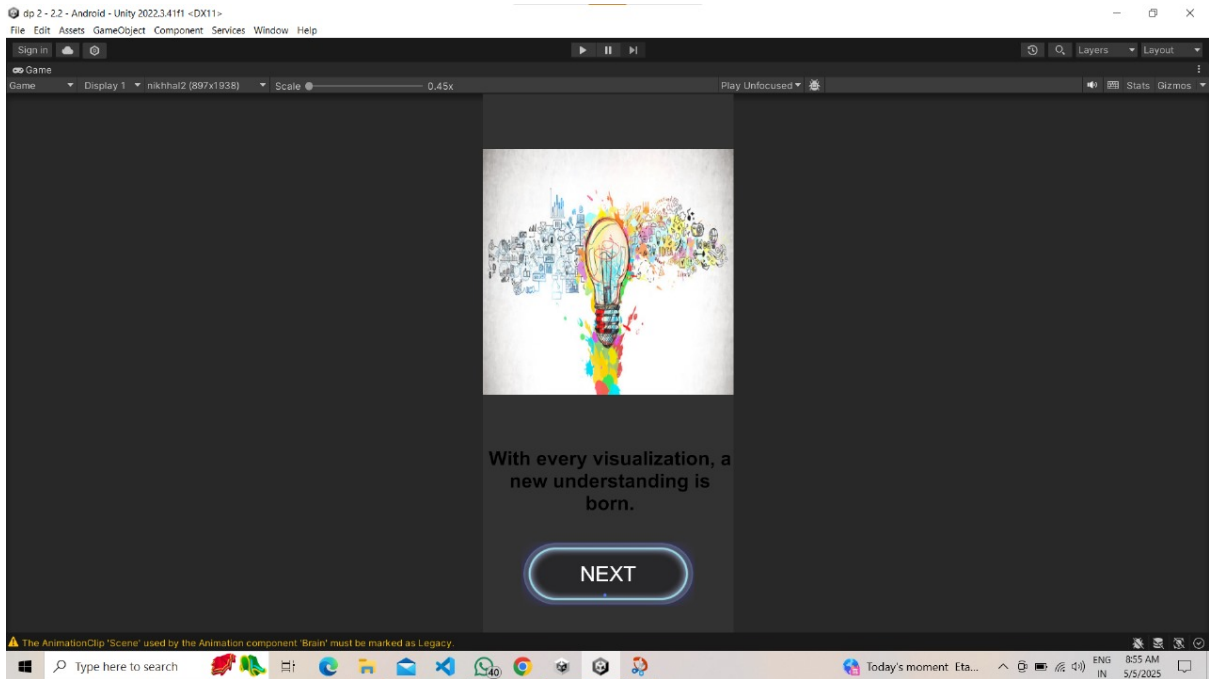 dp 2 - 2.2 - Android - Unity 2022.3.41f1 <DX11>
File Edit Assets GameObject Component Services Window Help
Sign in Layers Layout
Game
Game Display 1 nikhhal2 (897x1938) Scale 0.45x Play Unfocused Stats Gizmos
With every visualization, a
new understanding is
born.
NEXT
The AnimationClip 'Scene' used by the Animation component 'Brain' must be marked as Legacy.
Type here to search 40 Today's moment Eta... ENG 8:55 AM
IN 5/5/2025